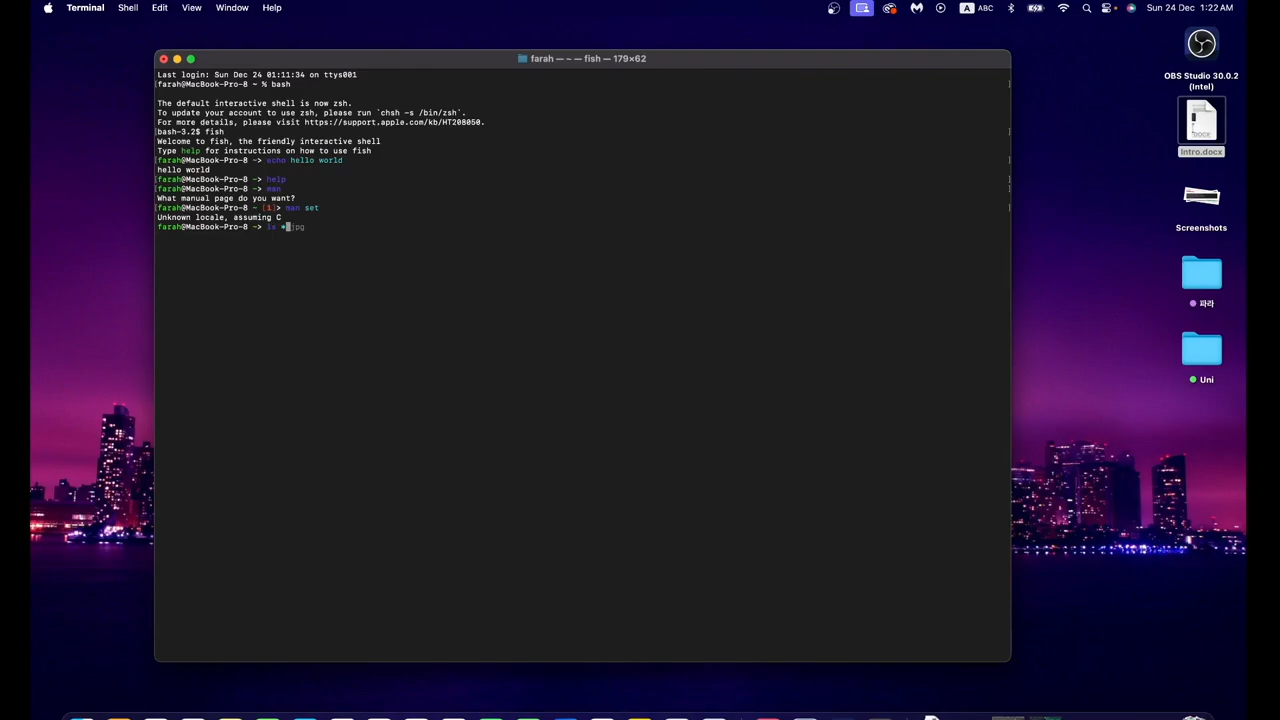 Terminal Shell Edit View Window Help
A ABC Sun 24 Dec 1:22 AM
farah — ~ — fish — 179×62
Last login: Sun Dec 24 01:11:34 on ttys001
[farah@MacBook-Pro-8 ~ % bash ]
The default interactive shell is now zsh.
To update your account to use zsh, please run `chsh -s /bin/zsh`.
For more details, please visit https://support.apple.com/kb/HT208050.
[bash-3.2$ fish ]
Welcome to fish, the friendly interactive shell
Type help for instructions on how to use fish
[farah@MacBook-Pro-8 ~> echo hello world ]
hello world
[farah@MacBook-Pro-8 ~> help ]
[farah@MacBook-Pro-8 ~> man ]
What manual page do you want?
[farah@MacBook-Pro-8 ~ [1]> man set ]
Unknown locale, assuming C
farah@MacBook-Pro-8 ~> ls *.jpg
OBS Studio 30.0.2
(Intel)
DOCX
Intro.docx
Screenshots
파라
Uni